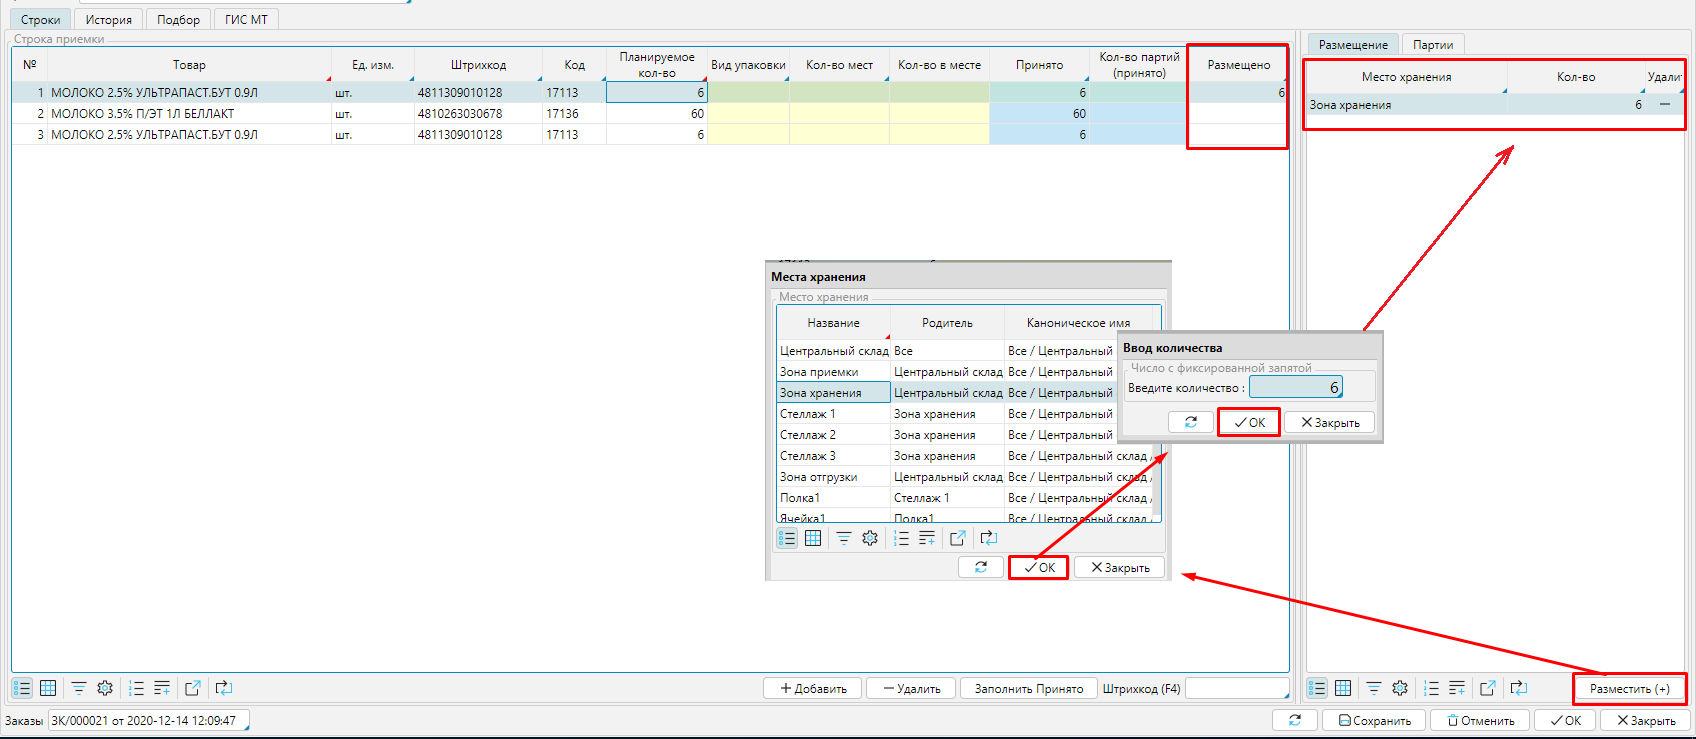 Строки История Подбор ГИС МТ
Строка приемки
№ Товар Ед. изм. Штрихкод Код Планируемое кол-во Вид упаковки Кол-во мест Кол-во в месте Принято Кол-во партий (принято) Размещено
1 МОЛОКО 2.5% УЛЬТРАПАСТ.БУТ 0.9Л шт. 4811309010128 17113 6 6 6
2 МОЛОКО 3.5% П/ЭТ 1Л БЕЛЛАКТ шт. 4810263030678 17136 60 60
3 МОЛОКО 2.5% УЛЬТРАПАСТ.БУТ 0.9Л шт. 4811309010128 17113 6 6
Размещение Партии
Место хранения Кол-во Удали
Зона хранения 6
Места хранения
Место хранения
Название Родитель Каноническое имя
Центральный склад Все Все / Центральный
Зона приемки Центральный склад Все / Центральный
Зона хранения Центральный склад Все / Центральный
Стеллаж 1 Зона хранения Все / Центральный
Стеллаж 2 Зона хранения Все / Центральный
Стеллаж 3 Зона хранения Все / Центральный склад /
Зона отгрузки Центральный склад Все / Центральный склад /
Полка1 Стеллаж 1 Все / Центральный склад /
Ячейка1 Полка1 Все / Центральный склад /
ОК Закрыть
Ввод количества
Число с фиксированной запятой
Введите количество : 6
ОК Закрыть
+ Добавить Удалить Заполнить Принято Штрихкод (F4)
Разместить (+)
Заказы ЗК/000021 от 2020-12-14 12:09:47
Сохранить Отменить ОК Закрыть